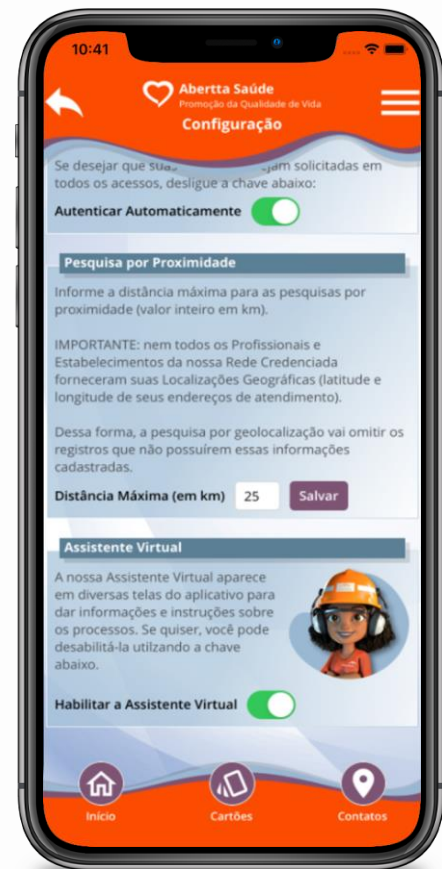 10:41
Abertta Saúde
Promoção da Qualidade de Vida
Configuração
Se desejar que suas solicitadas em
todos os acessos, desligue a chave abaixo:
Autenticar Automaticamente
Pesquisa por Proximidade
Informe a distância máxima para as pesquisas por
proximidade (valor inteiro em km).
IMPORTANTE: nem todos os Profissionais e
Estabelecimentos da nossa Rede Credenciada
forneceram suas Localizações Geográficas (latitude e
longitude de seus endereços de atendimento).
Dessa forma, a pesquisa por geolocalização vai omitir os
registros que não possuírem essas informações
cadastradas.
Distância Máxima (em km) 25 Salvar
Assistente Virtual
A nossa Assistente Virtual aparece
em diversas telas do aplicativo para
dar informações e instruções sobre
os processos. Se quiser, você pode
desabilitá-la utilzando a chave
abaixo.
Habilitar a Assistente Virtual
Início Cartões Contatos